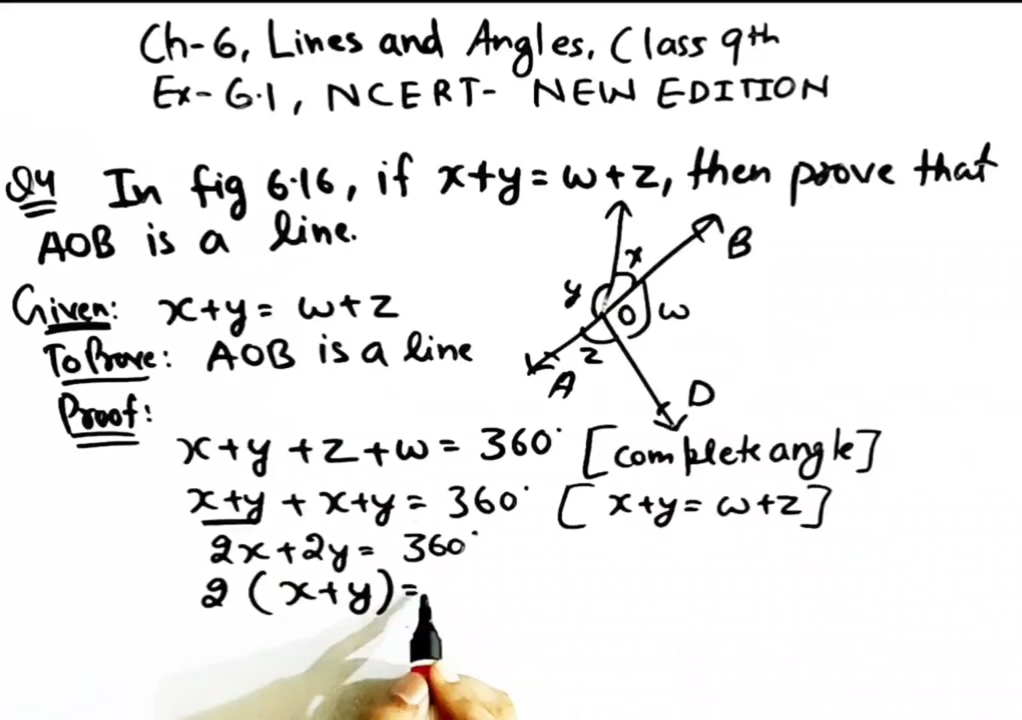 Ch-6, Lines and Angles, Class 9th
Ex-6.1, NCERT- NEW EDITION
Q4 In fig 6.16, if x+y = w+z, then prove that
AOB is a line.
Given: x+y = w+z
To Prove: AOB is a line
Proof:
x
B
y
O
w
z
A
D
x+y+z+w = 360° [complete angle]
x+y + x+y = 360° [x+y = w+z]
2x+2y = 360°
2(x+y)=